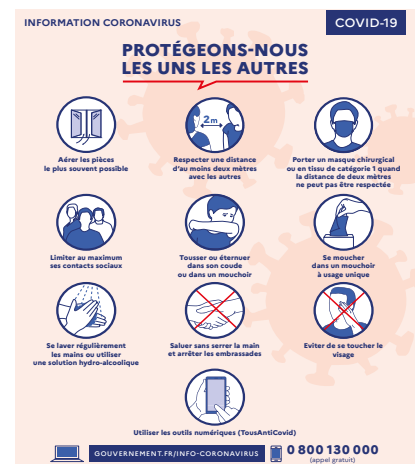 INFORMATION CORONAVIRUS
COVID-19
PROTÉGEONS-NOUS
LES UNS LES AUTRES
Aérer les pièces
le plus souvent possible
2m
Respecter une distance
d'au moins deux mètres
avec les autres
Porter un masque chirurgical
ou en tissu de catégorie 1 quand
la distance de deux mètres
ne peut pas être respectée
Limiter au maximum
ses contacts sociaux
Tousser ou éternuer
dans son coude
ou dans un mouchoir
Se moucher
dans un mouchoir
à usage unique
Se laver régulièrement
les mains ou utiliser
une solution hydro-alcoolique
Saluer sans serrer la main
et arrêter les embrassades
Eviter de se toucher le
visage
Utiliser les outils numériques (TousAntiCovid)
GOUVERNEMENT.FR/INFO-CORONAVIRUS
0 800 130 000
(appel gratuit)